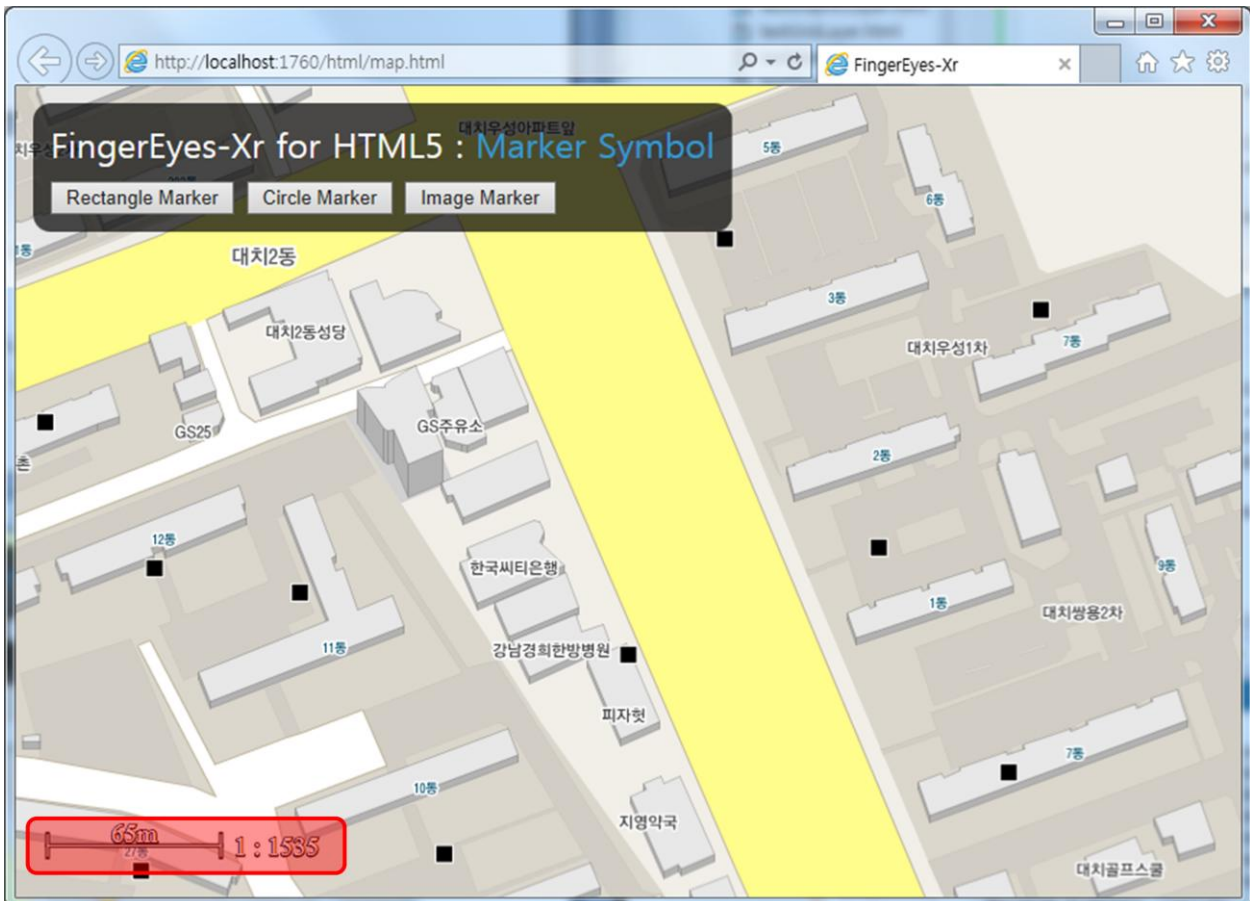 http://localhost:1760/html/map.html
FingerEyes-Xr
대치우성아파트앞
FingerEyes-Xr for HTML5 : Marker Symbol
Rectangle Marker
Circle Marker
Image Marker
5동
6동
1동
대치2동
3동
대치2동성당
대치우성1차
7동
GS25
GS주유소
2동
12동
한국씨티은행
9동
1동
대치쌍용2차
11동
강남경희한방병원
피자헛
7동
10동
지영약국
65m
1 : 1535
27동
대치골프스쿨